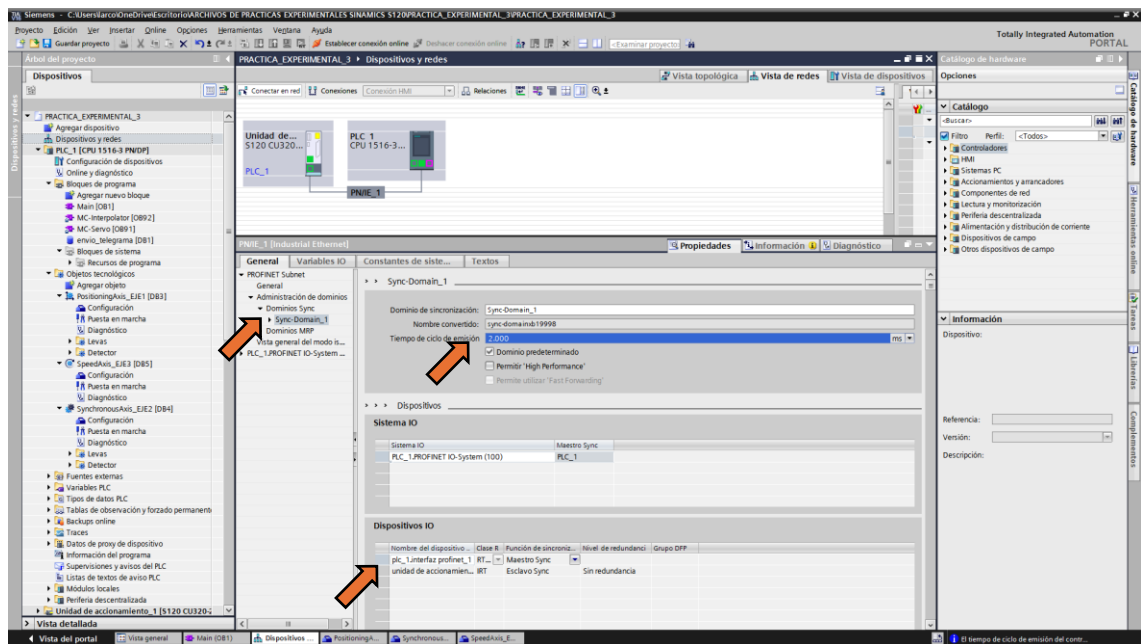 Siemens - C:\Users\larco\OneDrive\Escritorio\ARCHIVOS DE PRACTICAS EXPERIMENTALES SINAMICS S120\PRACTICA_EXPERIMENTAL_3\PRACTICA_EXPERIMENTAL_3
Proyecto Edición Ver Insertar Online Opciones Herramientas Ventana Ayuda
Totally Integrated Automation
PORTAL
Guardar proyecto Establecer conexión online Deshacer conexión online <Examinar proyecto>
Árbol del proyecto
Dispositivos
Dispositivos y redes
PRACTICA_EXPERIMENTAL_3
Agregar dispositivo
Dispositivos y redes
PLC_1 [CPU 1516-3 PN/DP]
Configuración de dispositivos
Online y diagnóstico
Bloques de programa
Agregar nuevo bloque
Main [OB1]
MC-Interpolator [OB92]
MC-Servo [OB91]
envio_telegrama [DB1]
Bloques de sistema
Recursos de programa
Objetos tecnológicos
Agregar objeto
PositioningAxis_EJE1 [DB3]
Configuración
Puesta en marcha
Diagnóstico
Levas
Detector
SpeedAxis_EJE3 [DB5]
Configuración
Puesta en marcha
Diagnóstico
SynchronousAxis_EJE2 [DB4]
Configuración
Puesta en marcha
Diagnóstico
Levas
Detector
Fuentes externas
Variables PLC
Tipos de datos PLC
Tablas de observación y forzado permanente
Backups online
Traces
Datos de proxy de dispositivo
Información del programa
Supervisiones y avisos del PLC
Listas de textos de aviso PLC
Módulos locales
Periferia descentralizada
Unidad de accionamiento_1 [S120 CU320-2
Vista detallada
PRACTICA_EXPERIMENTAL_3 Dispositivos y redes
Vista topológica Vista de redes Vista de dispositivos
Conectar en red Conexiones Conexión HMI Relaciones
Unidad de...
S120 CU320...
PLC_1
PLC 1
CPU 1516-3...
PN/IE_1
PN/IE_1 [Industrial Ethernet]
Propiedades Información Diagnóstico
General Variables IO Constantes de siste... Textos
PROFINET Subnet
General
Administración de dominios
Dominios Sync
Sync-Domain_1
Dominios MRP
Vista general del modo is...
PLC_1.PROFINET IO-System ...
> > Sync-Domain_1
Dominio de sincronización: Sync-Domain_1
Nombre convertido: sync-domainxb19998
Tiempo de ciclo de emisión 2.000 ms
Dominio predeterminado
Permitir 'High Performance'
Permite utilizar 'Fast Forwarding'
> > > Dispositivos
Sistema IO
Sistema IO Maestro Sync
PLC_1.PROFINET IO-System (100) PLC_1
Dispositivos IO
Nombre del dispositivo .. Clase R Función de sincroniz... Nivel de redundanci Grupo DFP
plc_1.interfaz profinet_1 RT... Maestro Sync
unidad de accionamien... IRT Esclavo Sync Sin redundancia
Catálogo de hardware
Opciones
Catálogo
<Buscar>
Filtro Perfil: <Todos>
Controladores
HMI
Sistemas PC
Accionamientos y arrancadores
Componentes de red
Lectura y monitorización
Periferia descentralizada
Alimentación y distribución de corriente
Dispositivos de campo
Otros dispositivos de campo
Información
Dispositivo:
Referencia:
Versión:
Descripción:
Catálogo de hardware
Herramientas online
Tareas
Librerías
Complementos
Vista del portal Vista general Main (OB1) Dispositivos ... PositioningA... Synchronous... SpeedAxis_E... El tiempo de ciclo de emisión del contr...